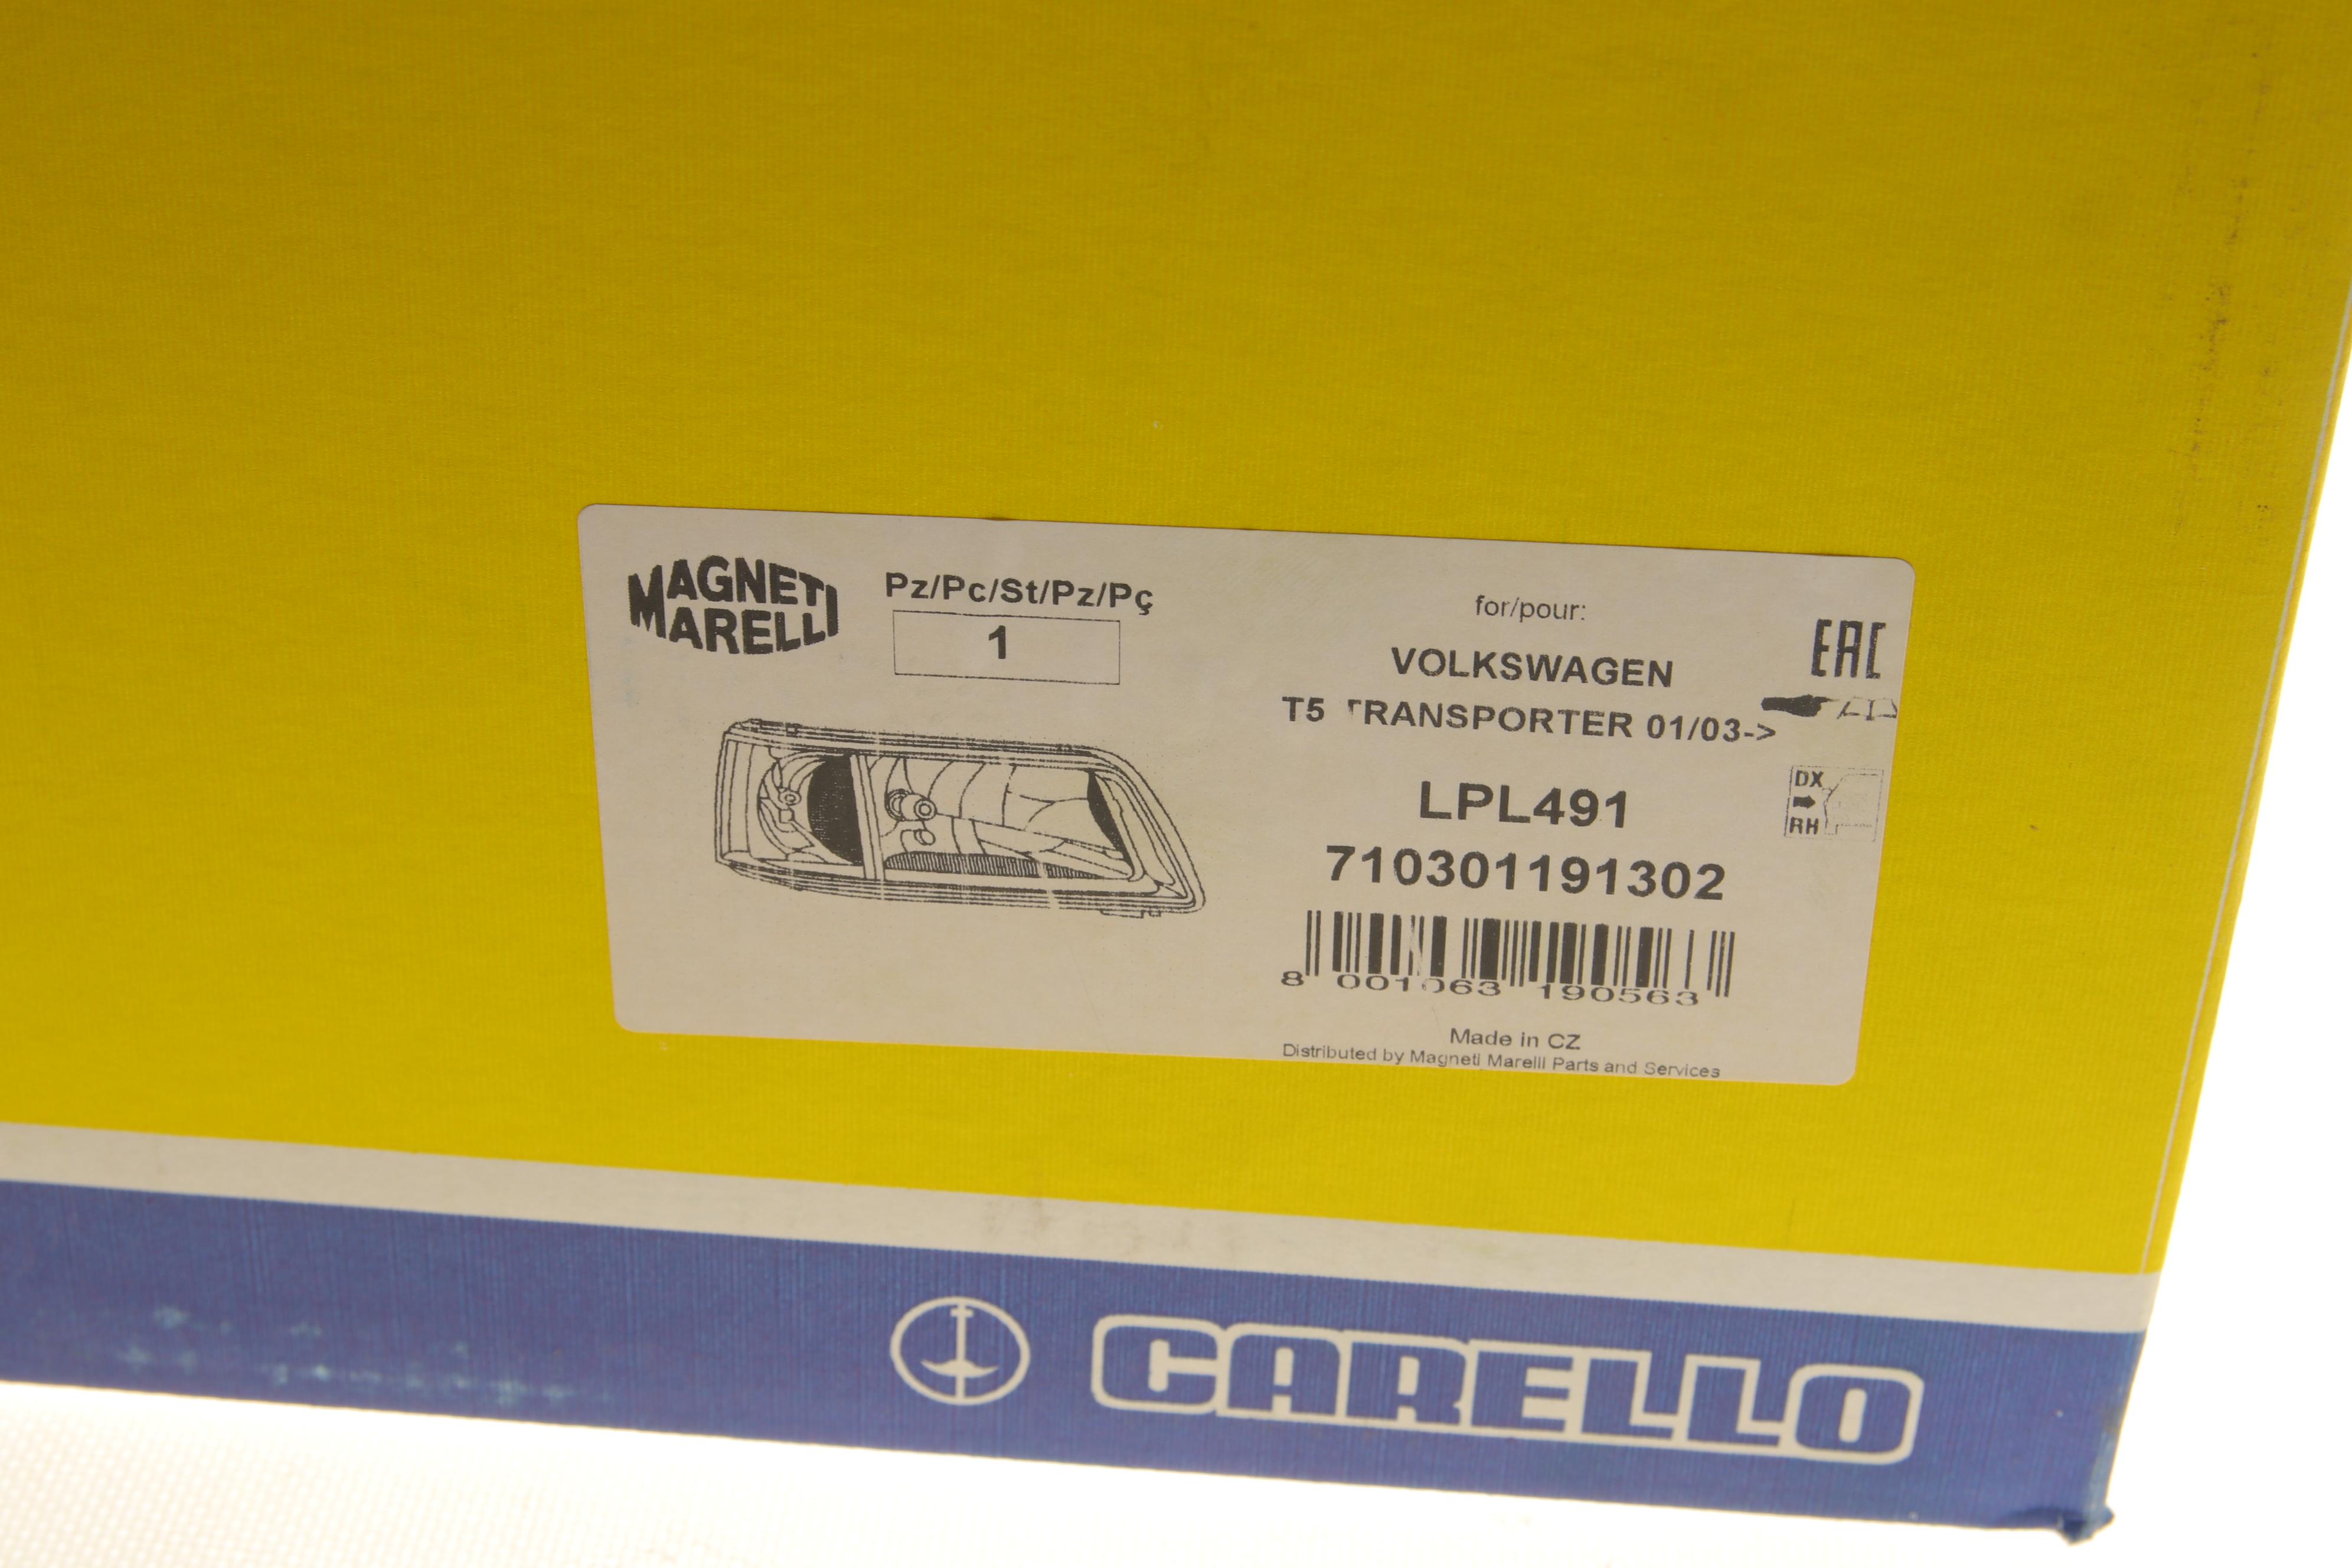 MAGNETI
MARELLI
Pz/Pc/St/Pz/Pç
1
for/pour:
VOLKSWAGEN
T5 TRANSPORTER 01/03->
EAC
DX
RH
LPL491
710301191302
8 001063 190563
Made in CZ
Distributed by Magneti Marelli Parts and Services
CARELLO